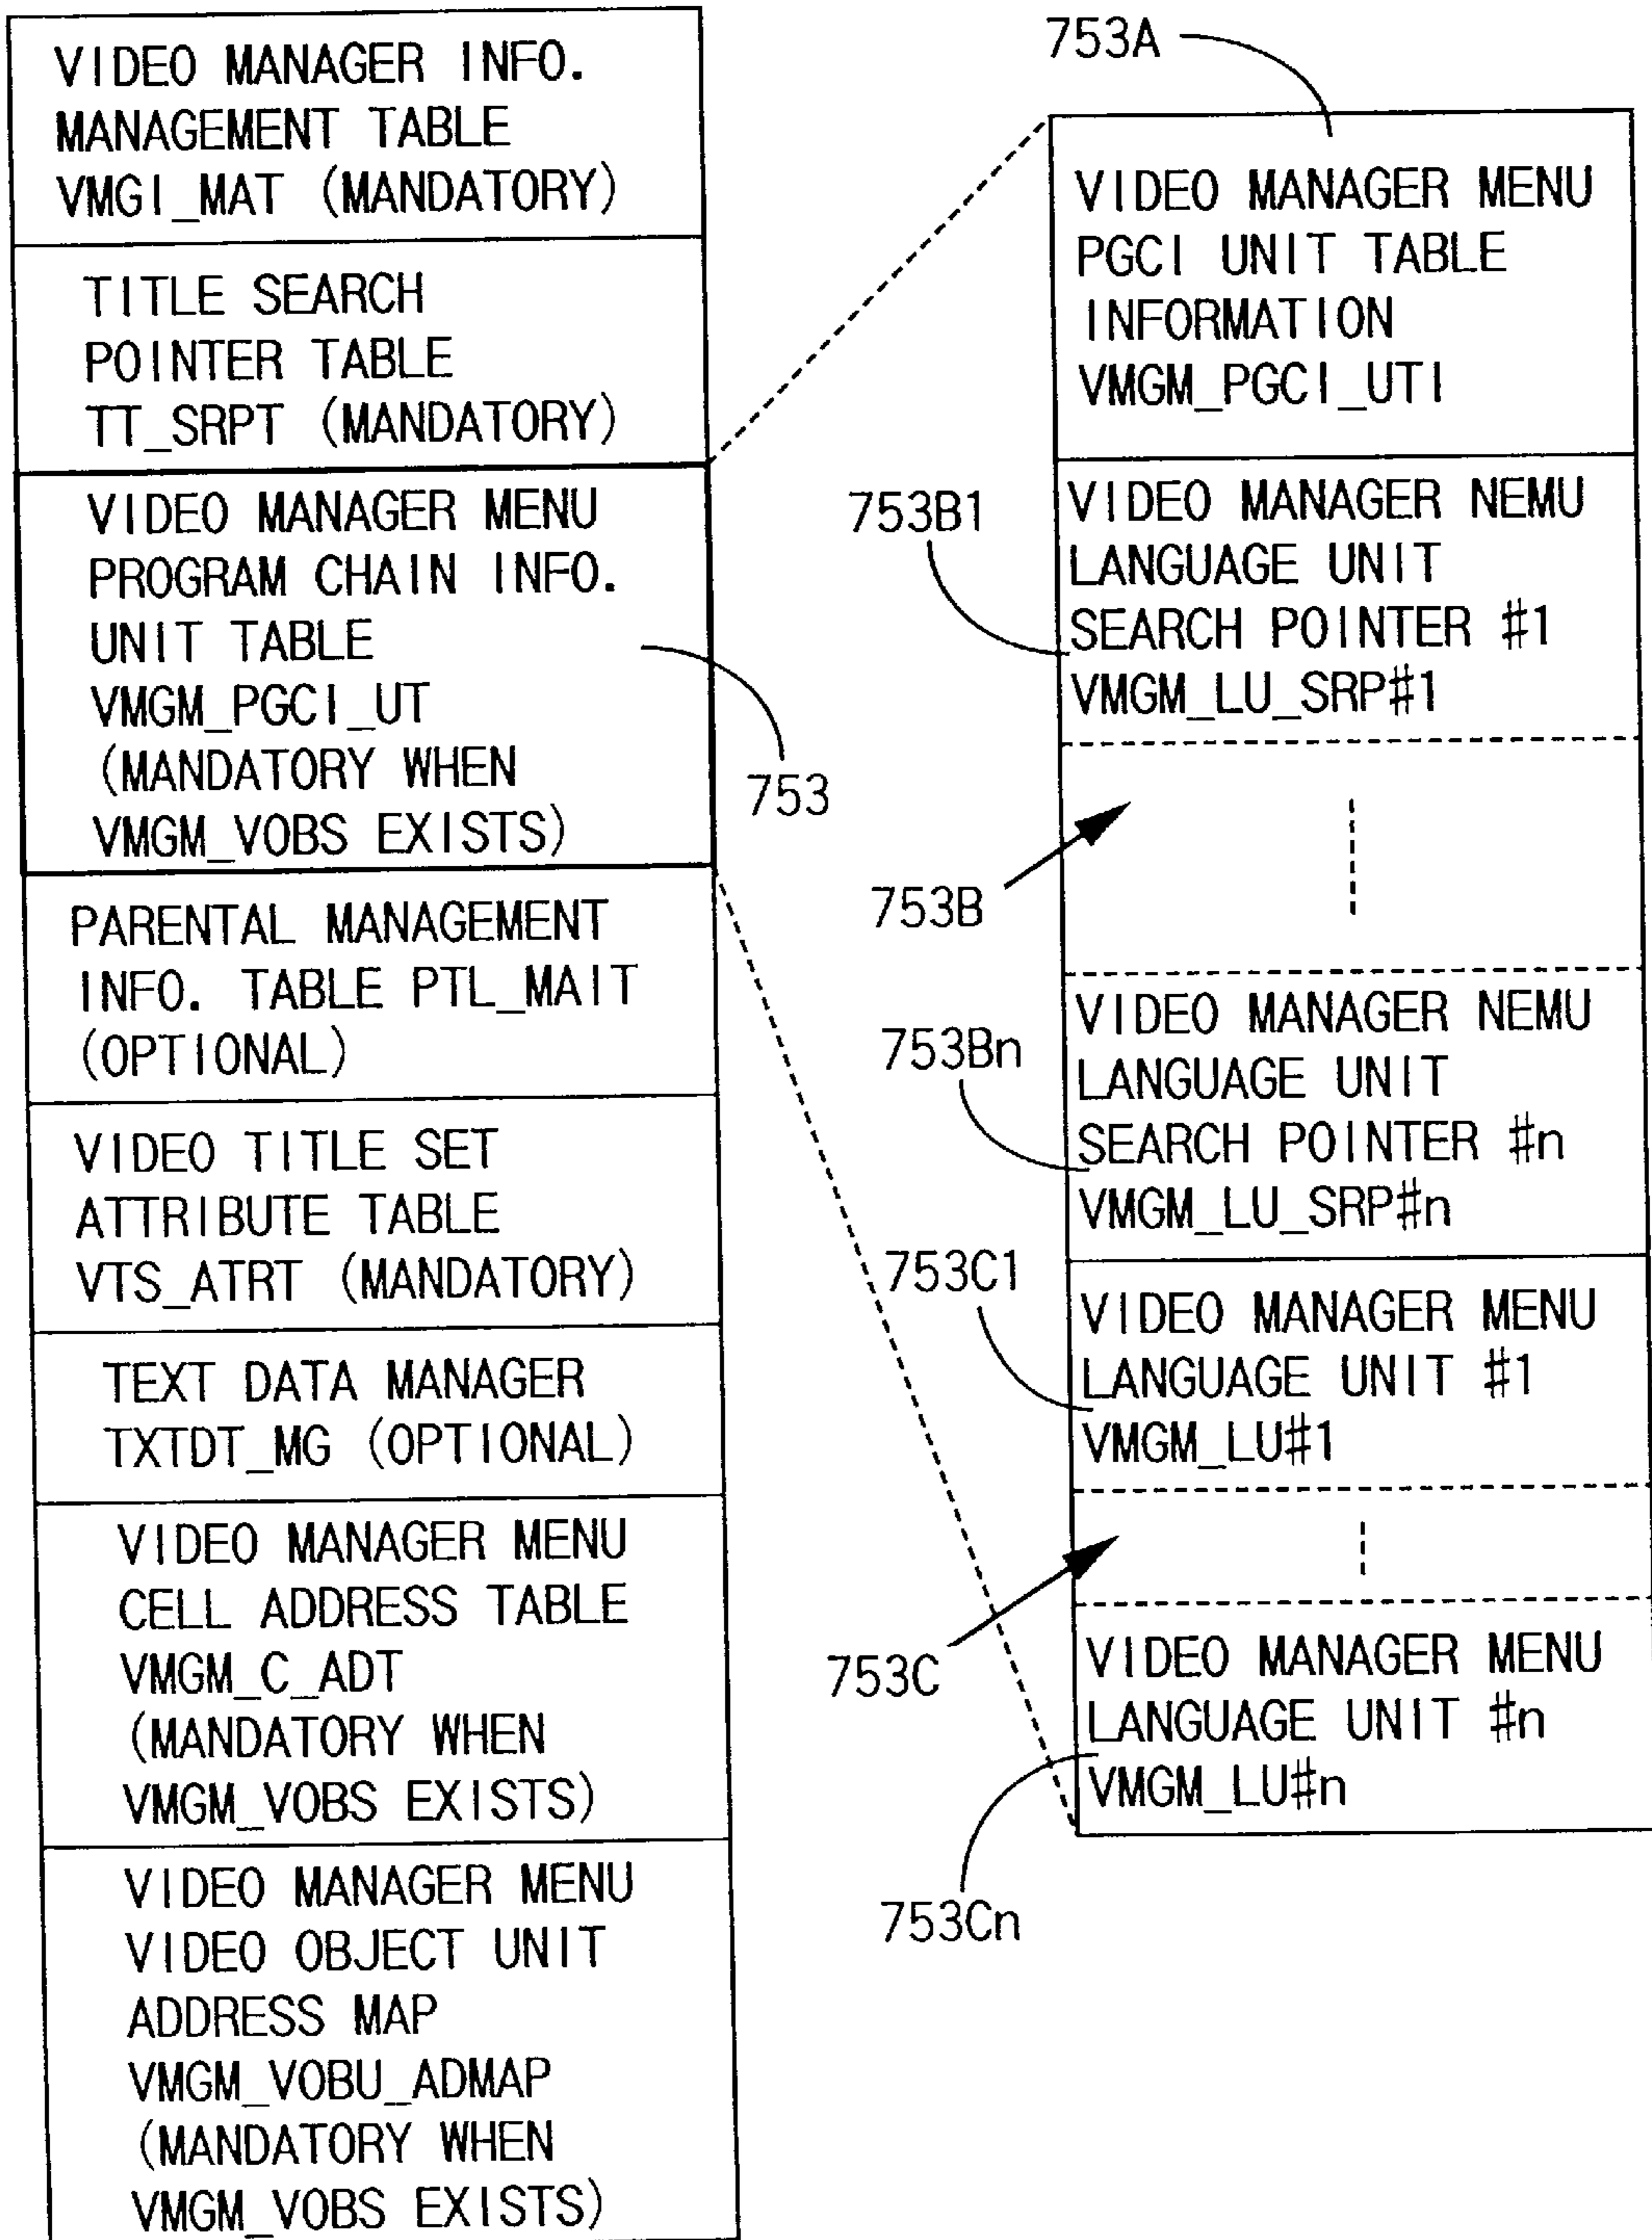 VIDEO MANAGER INFO.
MANAGEMENT TABLE
VMGI_MAT (MANDATORY)
TITLE SEARCH
POINTER TABLE
TT_SRPT (MANDATORY)
VIDEO MANAGER MENU
PROGRAM CHAIN INFO.
UNIT TABLE
VMGM_PGCI_UT
(MANDATORY WHEN
VMGM_VOBS EXISTS)
753
PARENTAL MANAGEMENT
INFO. TABLE PTL_MAIT
(OPTIONAL)
VIDEO TITLE SET
ATTRIBUTE TABLE
VTS_ATRT (MANDATORY)
TEXT DATA MANAGER
TXTDT_MG (OPTIONAL)
VIDEO MANAGER MENU
CELL ADDRESS TABLE
VMGM_C_ADT
(MANDATORY WHEN
VMGM_VOBS EXISTS)
VIDEO MANAGER MENU
VIDEO OBJECT UNIT
ADDRESS MAP
VMGM_VOBU_ADMAP
(MANDATORY WHEN
VMGM_VOBS EXISTS)
753A
VIDEO MANAGER MENU
PGCI UNIT TABLE
INFORMATION
VMGM_PGCI_UTI
753B1
VIDEO MANAGER NEMU
LANGUAGE UNIT
SEARCH POINTER #1
VMGM_LU_SRP#1
753B
753Bn
VIDEO MANAGER NEMU
LANGUAGE UNIT
SEARCH POINTER #n
VMGM_LU_SRP#n
753C1
VIDEO MANAGER MENU
LANGUAGE UNIT #1
VMGM_LU#1
753C
VIDEO MANAGER MENU
LANGUAGE UNIT #n
VMGM_LU#n
753Cn